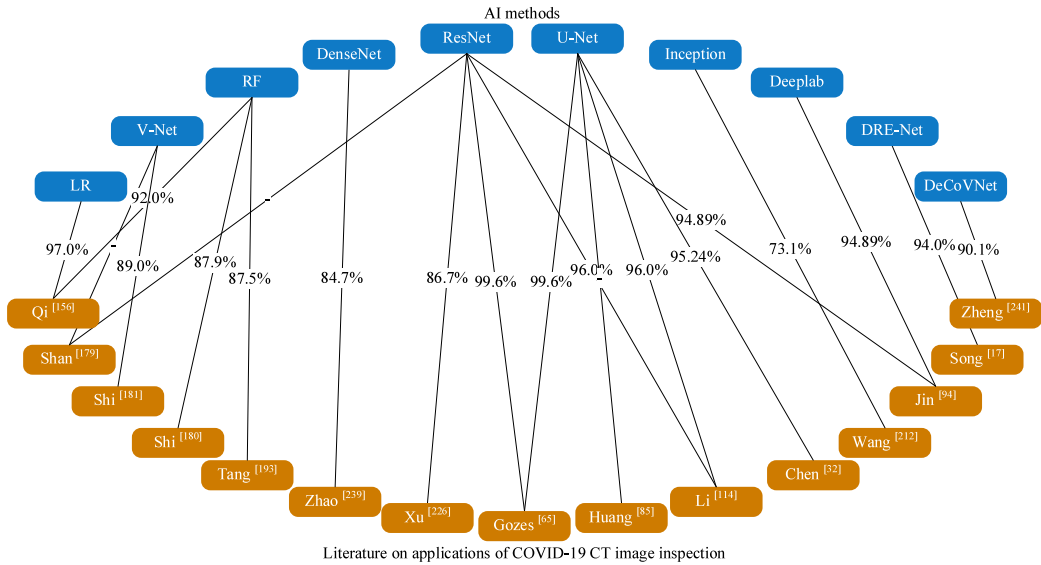 AI methods
ResNet
U-Net
DenseNet
Inception
RF
Deeplab
V-Net
DRE-Net
LR
DeCoVNet
92.0%
-
94.89%
97.0%
-
89.0%
87.9%
87.5%
84.7%
86.7%
99.6%
99.6%
96.0%
-
96.0%
95.24%
73.1%
94.89%
94.0%
90.1%
Qi [156]
Zheng [241]
Shan [179]
Song [17]
Shi [181]
Jin [94]
Shi [180]
Wang [212]
Tang [193]
Chen [32]
Zhao [239]
Li [114]
Xu [226]
Gozes [65]
Huang [85]
Literature on applications of COVID-19 CT image inspection